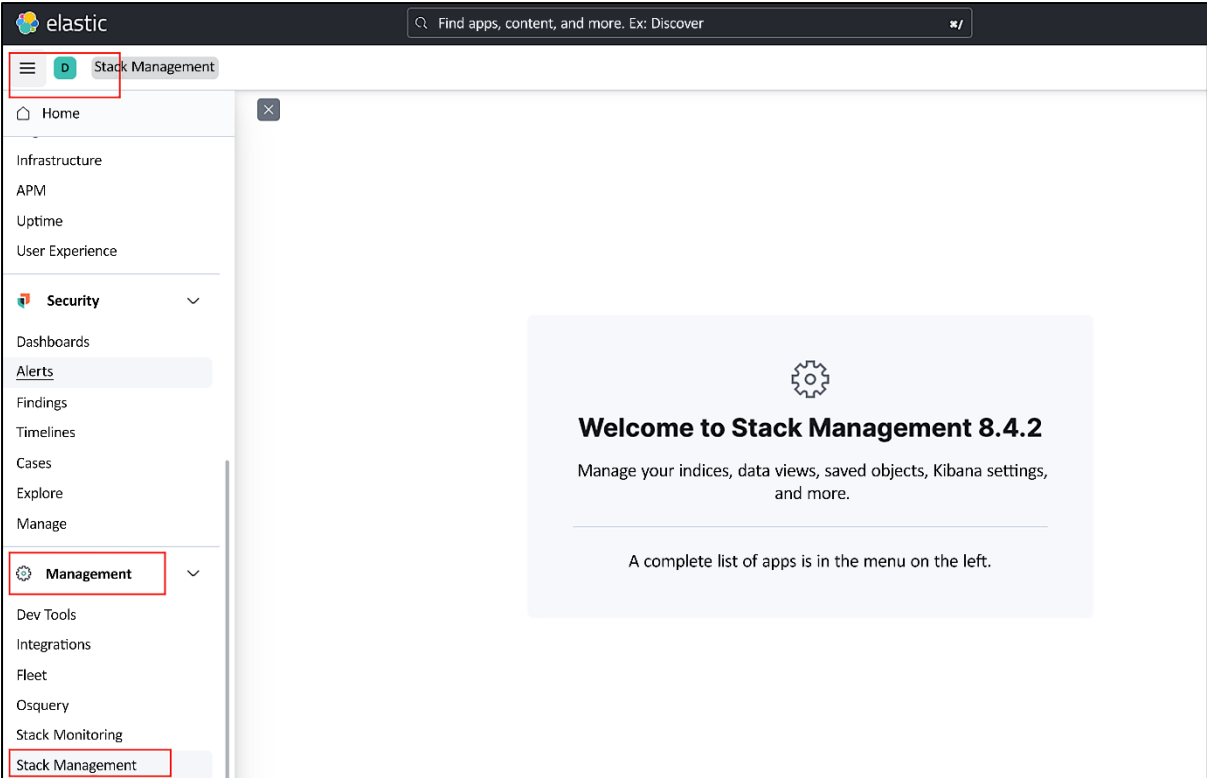 elastic
Find apps, content, and more. Ex: Discover
⌘/
D
Stack Management
Home
Infrastructure
APM
Uptime
User Experience
Security
Dashboards
Alerts
Findings
Timelines
Cases
Explore
Manage
Management
Dev Tools
Integrations
Fleet
Osquery
Stack Monitoring
Stack Management
Welcome to Stack Management 8.4.2
Manage your indices, data views, saved objects, Kibana settings,
and more.
A complete list of apps is in the menu on the left.